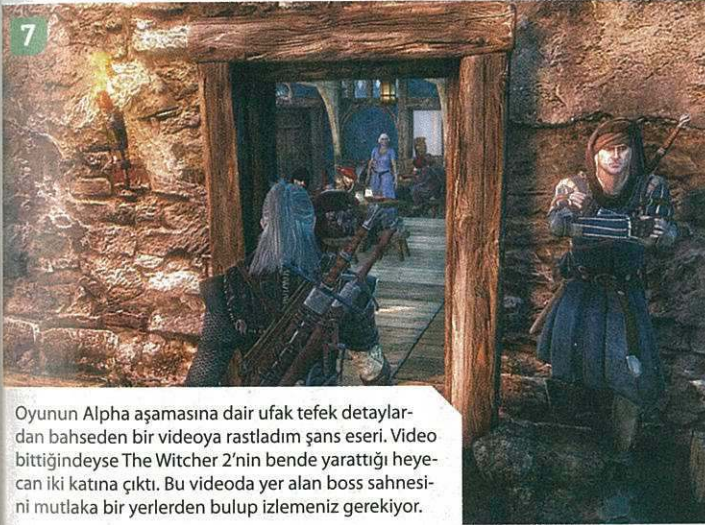 7
Oyunun Alpha aşamasına dair ufak tefek detaylar-
dan bahseden bir videoya rastladım şans eseri. Video
bittiğindeyse The Witcher 2'nin bende yarattığı heye-
can iki katına çıktı. Bu videoda yer alan boss sahnesi-
ni mutlaka bir yerlerden bulup izlemeniz gerekiyor.